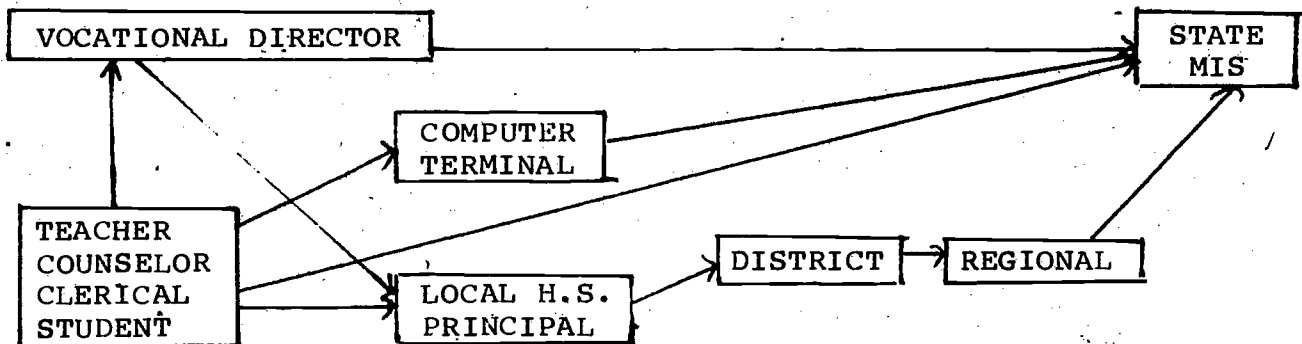 VOCATIONAL DIRECTOR
STATE
MIS
COMPUTER
TERMINAL
TEACHER
COUNSELOR
CLERICAL
STUDENT
LOCAL H.S.
PRINCIPAL
DISTRICT
REGIONAL